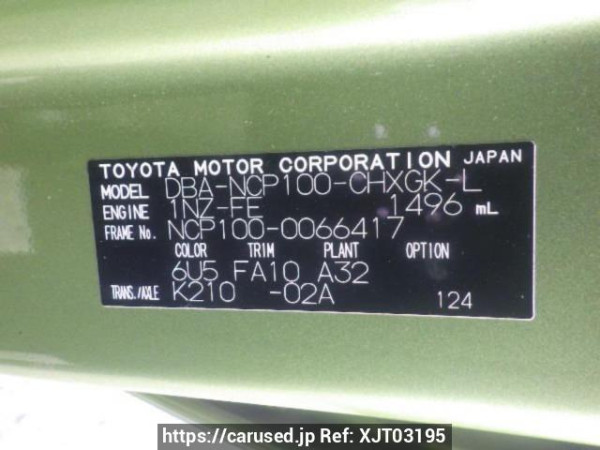 TOYOTA MOTOR CORPORATION JAPAN
MODEL DBA-NCP100-CHXGK-L
ENGINE 1NZ-FE 1496 mL
FRAME No. NCP100-0066417
COLOR TRIM PLANT OPTION
6U5 FA10 A32
TRANS./AXLE K210 -02A 124
https://carused.jp Ref: XJT03195